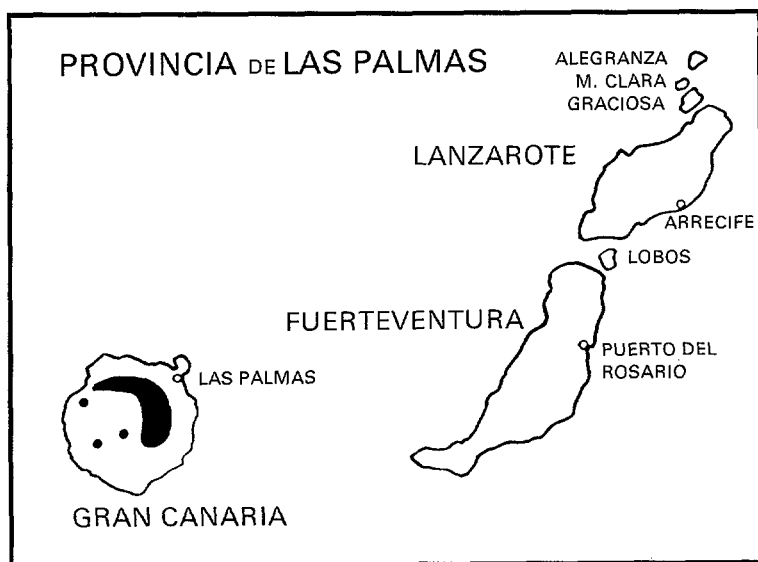 PROVINCIA DE LAS PALMAS
ALEGRANZA
M. CLARA
GRACIOSA
LANZAROTE
ARRECIFE
LOBOS
FUERTEVENTURA
PUERTO DEL
ROSARIO
LAS PALMAS
GRAN CANARIA